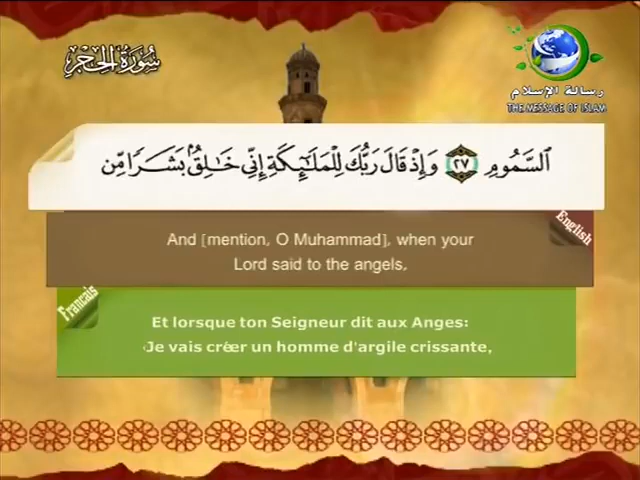 سُورَةُ الحِجْرِ
رسالة الإسلام
THE MESSAGE OF ISLAM
ٱلسَّمُومِ ٢٧ وَإِذْ قَالَ رَبُّكَ لِلْمَلَـٰٓئِكَةِ إِنِّى خَـٰلِقُۢ بَشَرًا مِّن
English
And [mention, O Muhammad], when your
Lord said to the angels,
Francais
Et lorsque ton Seigneur dit aux Anges:
‹Je vais créer un homme d'argile crissante,